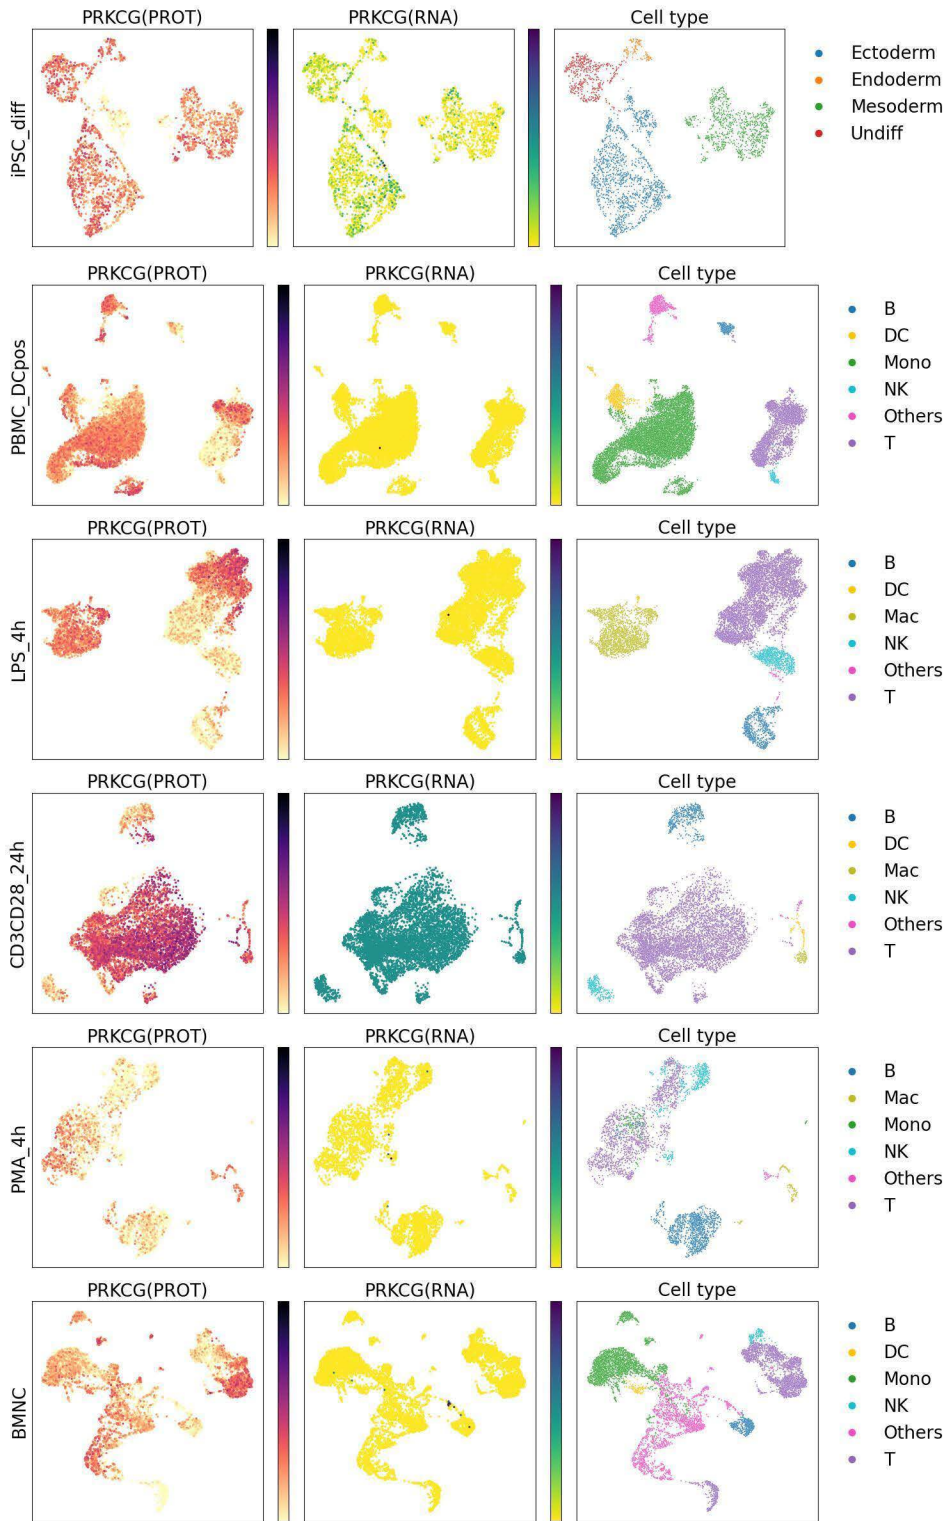 PRKCG(PROT) PRKCG(RNA) Cell type
iPSC_diff
Ectoderm
Endoderm
Mesoderm
Undiff
PRKCG(PROT) PRKCG(RNA) Cell type
PBMC_DCpos
B
DC
Mono
NK
Others
T
PRKCG(PROT) PRKCG(RNA) Cell type
LPS_4h
B
DC
Mac
NK
Others
T
PRKCG(PROT) PRKCG(RNA) Cell type
CD3CD28_24h
B
DC
Mac
NK
Others
T
PRKCG(PROT) PRKCG(RNA) Cell type
PMA_4h
B
Mac
Mono
NK
Others
T
PRKCG(PROT) PRKCG(RNA) Cell type
BMNC
B
DC
Mono
NK
Others
T